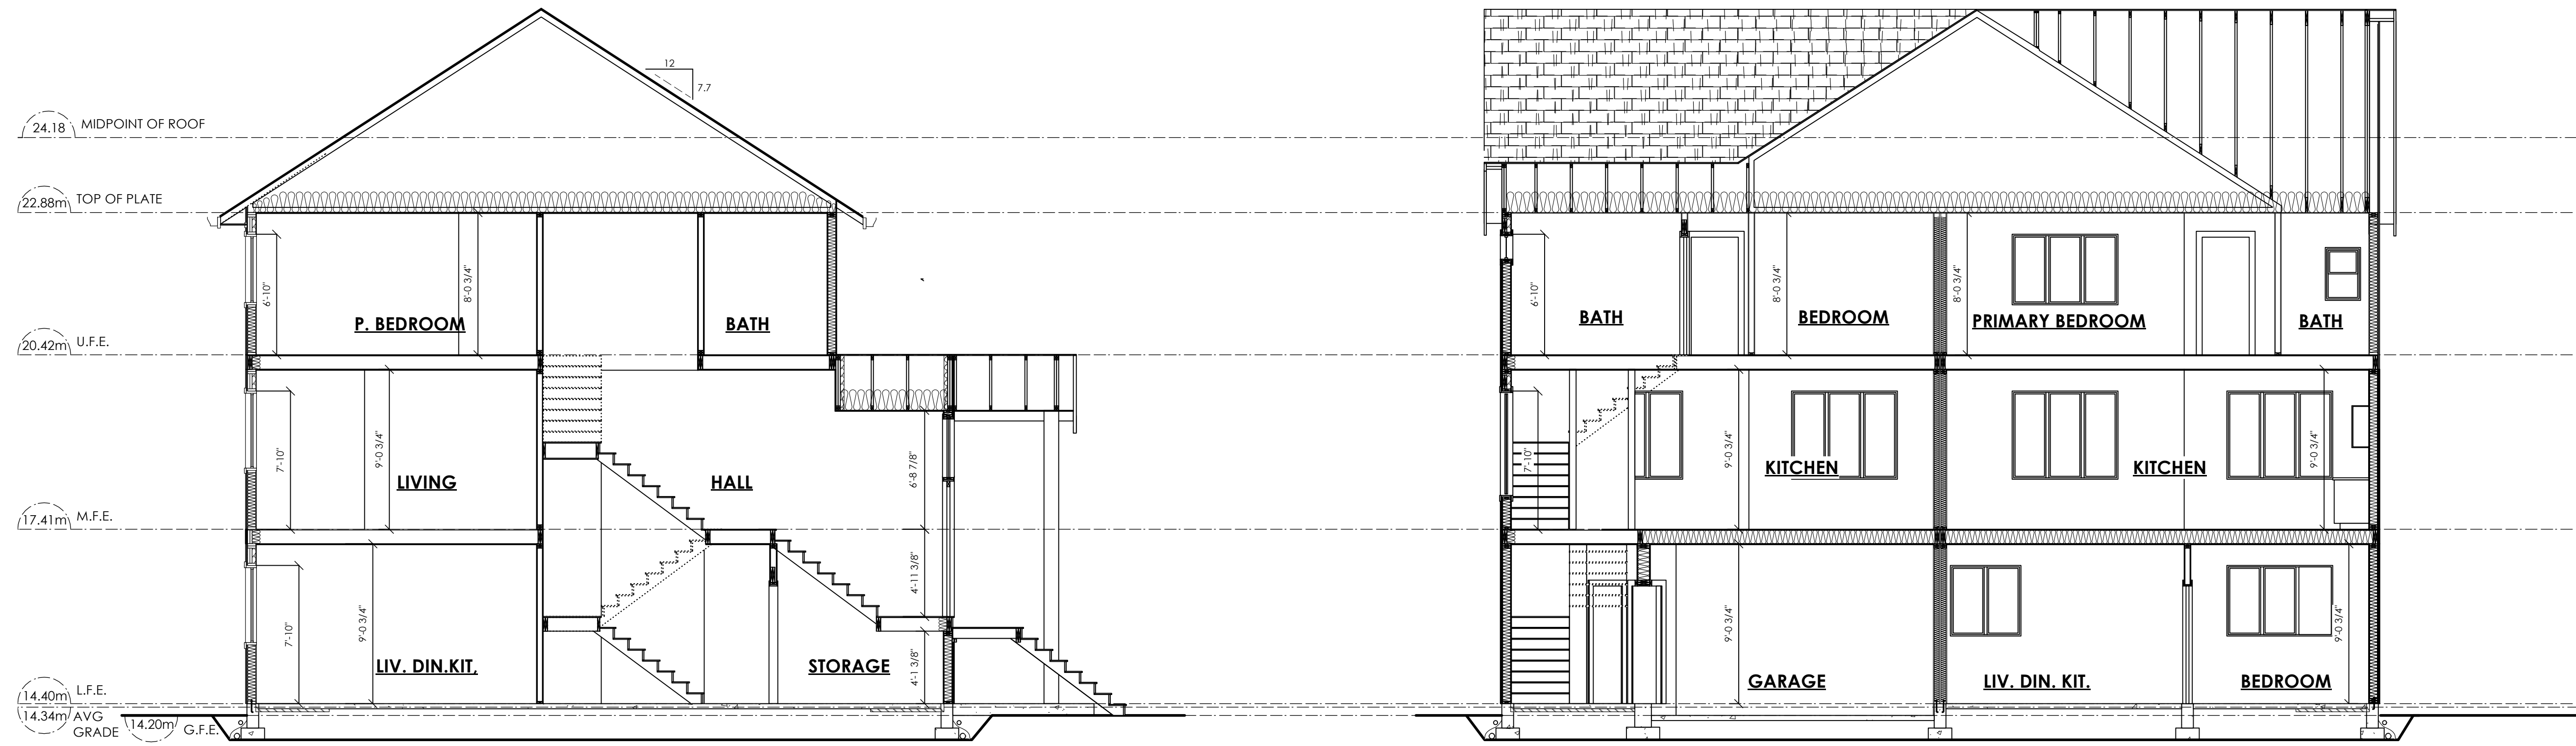 12
7.7
24.18 MIDPOINT OF ROOF
22.88m TOP OF PLATE
6'-10"
8'-0 3/4"
P. BEDROOM
BATH
20.42m U.F.E.
7'-10"
9'-0 3/4"
LIVING
HALL
6'-8 7/8"
17.41m M.F.E.
4'-11 3/8"
7'-10"
9'-0 3/4"
LIV. DIN.KIT,
STORAGE
4'-1 3/8"
14.40m L.F.E.
14.34m AVG GRADE
14.20m G.F.E.
6'-10"
8'-0 3/4"
8'-0 3/4"
BATH
BEDROOM
PRIMARY BEDROOM
BATH
7'-10"
9'-0 3/4"
9'-0 3/4"
KITCHEN
KITCHEN
9'-0 3/4"
9'-0 3/4"
GARAGE
LIV. DIN. KIT.
BEDROOM